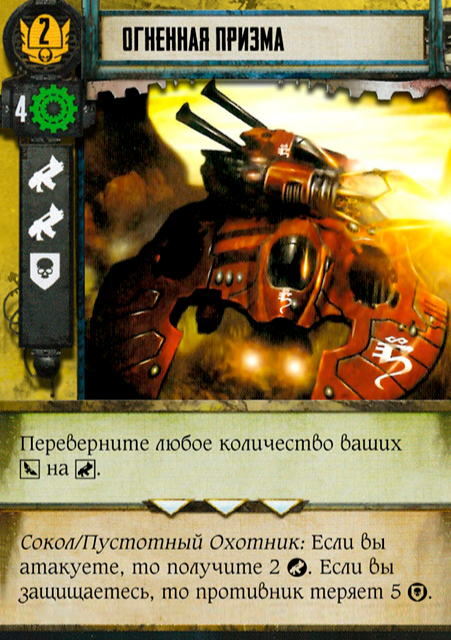 2
ОГНЕННАЯ ПРИЗМА
4
Переверните любое количество ваших
на .
Сокол/Пустотный Охотник: Если вы
атакуете, то получите 2 . Если вы
защищаетесь, то противник теряет 5 .